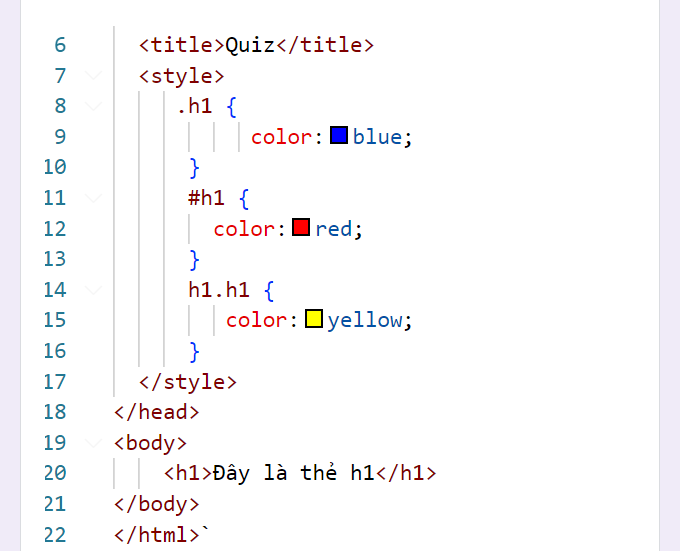 6 <title>Quiz</title>
7 <style>
8 .h1 {
9 color: blue;
10 }
11 #h1 {
12 color: red;
13 }
14 h1.h1 {
15 color: yellow;
16 }
17 </style>
18 </head>
19 <body>
20 <h1>Đây là thẻ h1</h1>
21 </body>
22 </html>`